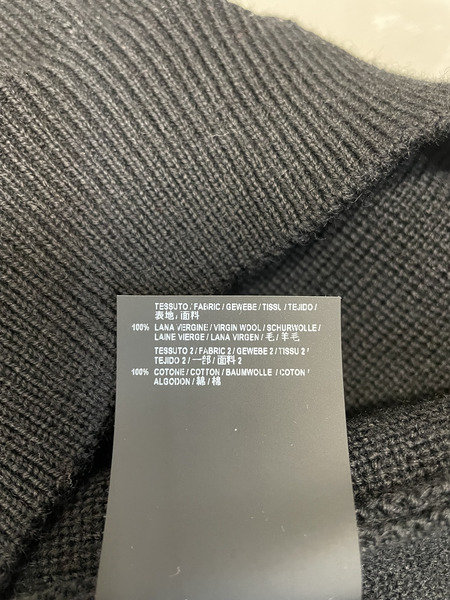 TESSUTO / FABRIC / GEWEBE / TISSU / TEJIDO /
表地 / 面料
100% LANA VERGINE / VIRGIN WOOL / SCHURWOLLE /
LAINE VIERGE / LANA VIRGEN / 毛 / 羊毛
TESSUTO 2 / FABRIC 2 / GEWEBE 2 / TISSU 2 /
TEJIDO 2 / 一部 / 面料 2
100% COTONE / COTTON / BAUMWOLLE / COTON /
ALGODON / 綿 / 棉